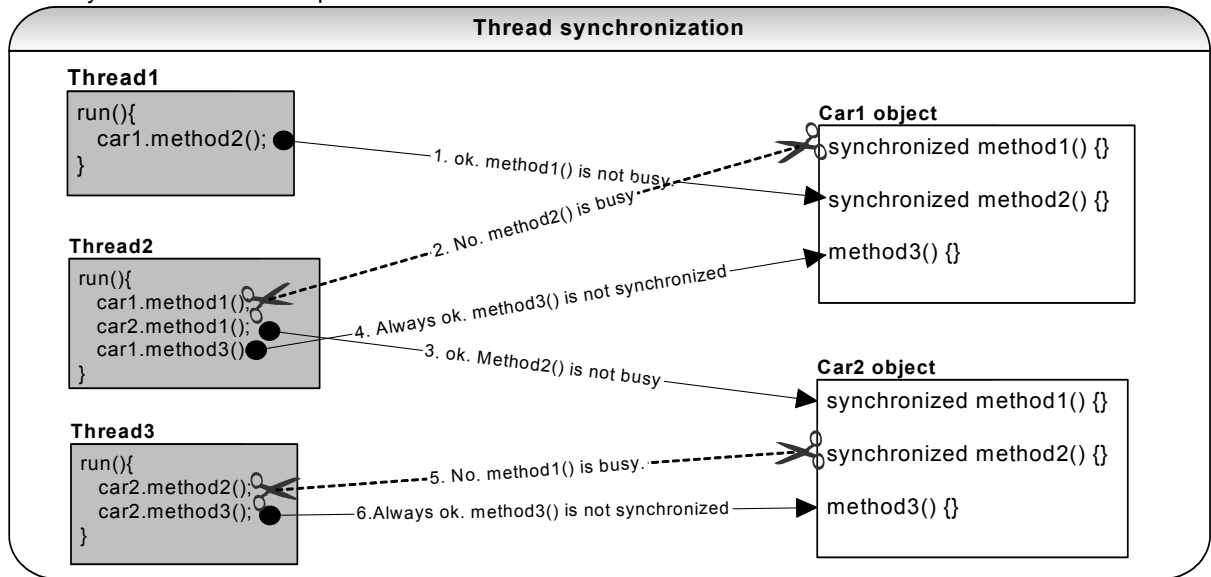 Thread synchronization
Thread1
run(){
car1.method2();
}
Thread2
run(){
car1.method1();
car2.method1();
car1.method3()
}
Thread3
run(){
car2.method2();
car2.method3();
}
1. ok. method1() is not busy.
2. No. method2() is busy
4. Always ok. method3() is not synchronized
3. ok. Method2() is not busy
5. No. method1() is busy.
6.Always ok. method3() is not synchronized
Car1 object
synchronized method1() {}
synchronized method2() {}
method3() {}
Car2 object
synchronized method1() {}
synchronized method2() {}
method3() {}